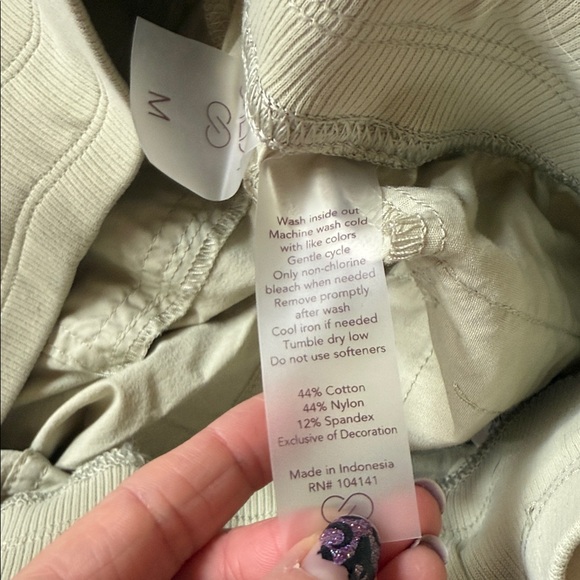 M
Wash inside out
Machine wash cold
with like colors
Gentle cycle
Only non-chlorine
bleach when needed
Remove promptly
after wash
Cool iron if needed
Tumble dry low
Do not use softeners
44% Cotton
44% Nylon
12% Spandex
Exclusive of Decoration
Made in Indonesia
RN# 104141